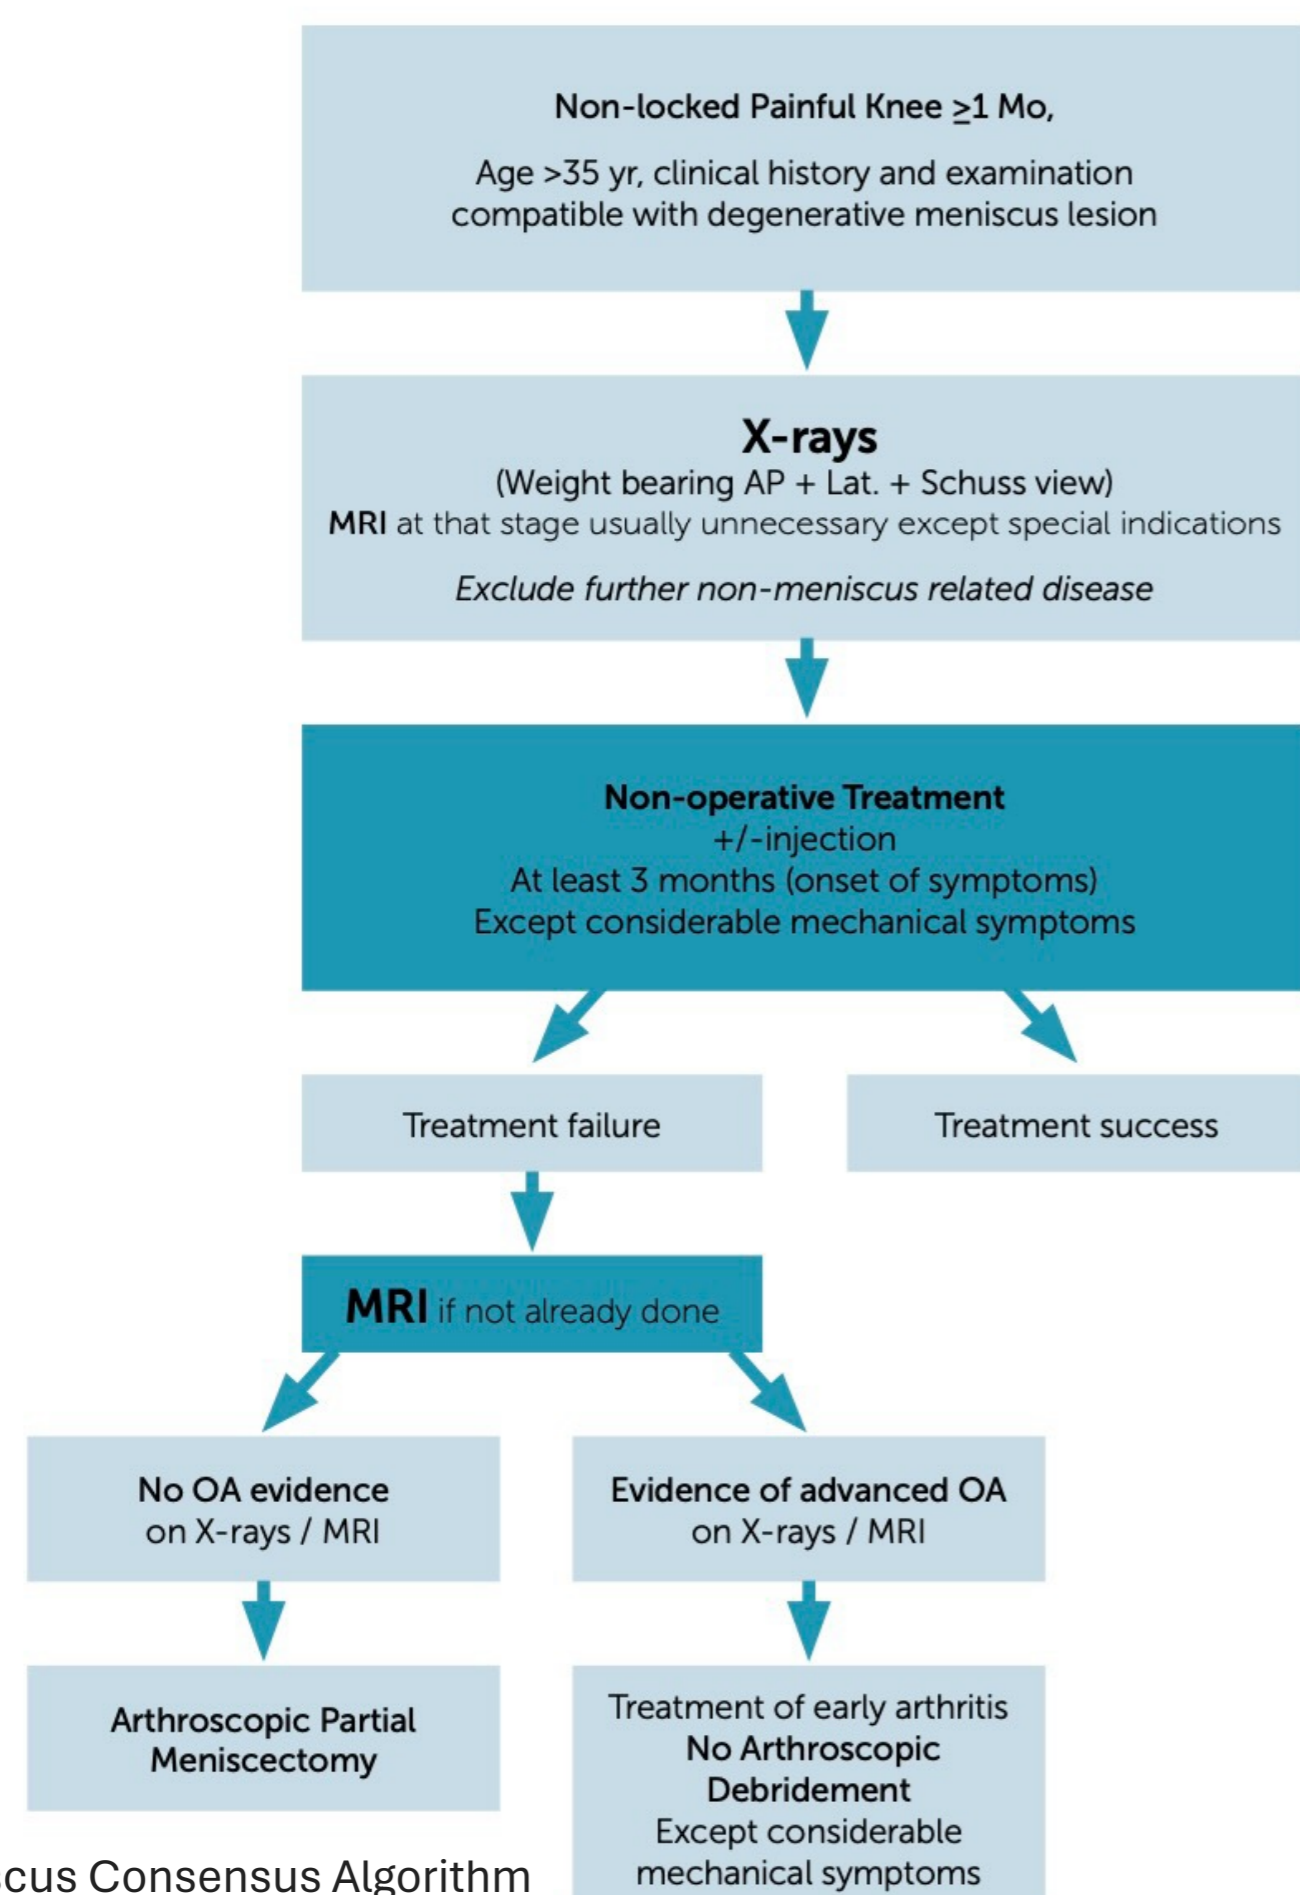 Non-locked Painful Knee ≥1 Mo,
Age >35 yr, clinical history and examination
compatible with degenerative meniscus lesion
X-rays
(Weight bearing AP + Lat. + Schuss view)
MRI at that stage usually unnecessary except special indications
Exclude further non-meniscus related disease
Non-operative Treatment
+/-injection
At least 3 months (onset of symptoms)
Except considerable mechanical symptoms
Treatment failure
Treatment success
MRI if not already done
No OA evidence
on X-rays / MRI
Evidence of advanced OA
on X-rays / MRI
Arthroscopic Partial
Meniscectomy
Treatment of early arthritis
No Arthroscopic
Debridement
Except considerable
mechanical symptoms
Consensus Algorithm